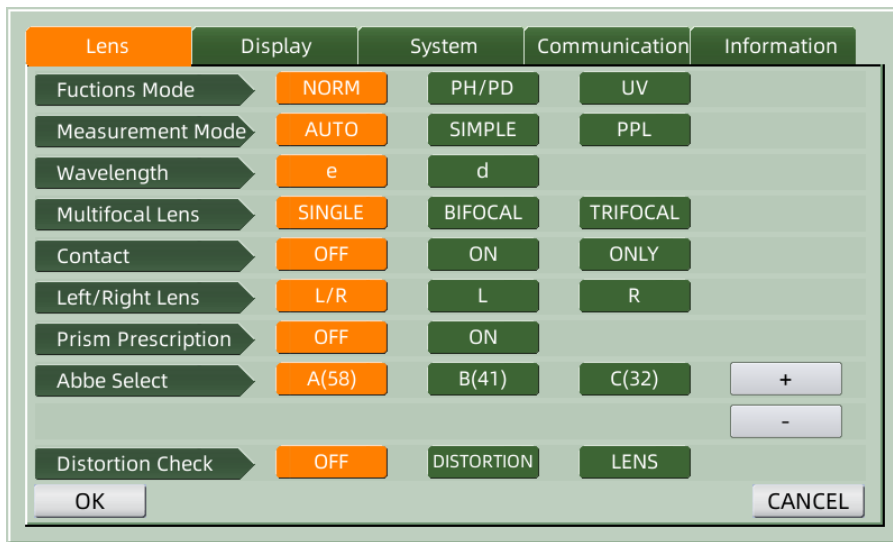 Lens Display System Communication Information
Fuctions Mode NORM PH/PD UV
Measurement Mode AUTO SIMPLE PPL
Wavelength e d
Multifocal Lens SINGLE BIFOCAL TRIFOCAL
Contact OFF ON ONLY
Left/Right Lens L/R L R
Prism Prescription OFF ON
Abbe Select A(58) B(41) C(32) +
-
Distortion Check OFF DISTORTION LENS
OK CANCEL